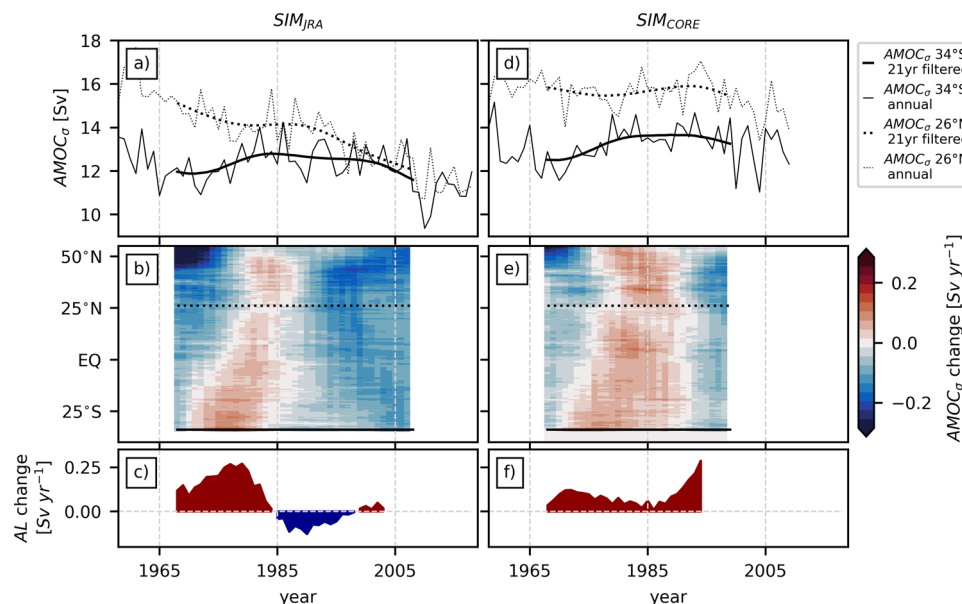 SIM_JRA
SIM_CORE
a)
18
16
14
12
10
AMOC_σ [Sv]
d)
AMOC_σ 34°S
21yr filtered
AMOC_σ 34°S
annual
AMOC_σ 26°N
21yr filtered
AMOC_σ 26°N
annual
b)
50°N
25°N
EQ
25°S
e)
0.2
0.0
−0.2
AMOC_σ change [Sv yr⁻¹]
c)
0.25
0.00
AL change
[Sv yr⁻¹]
f)
1965
1985
2005
1965
1985
2005
year
year